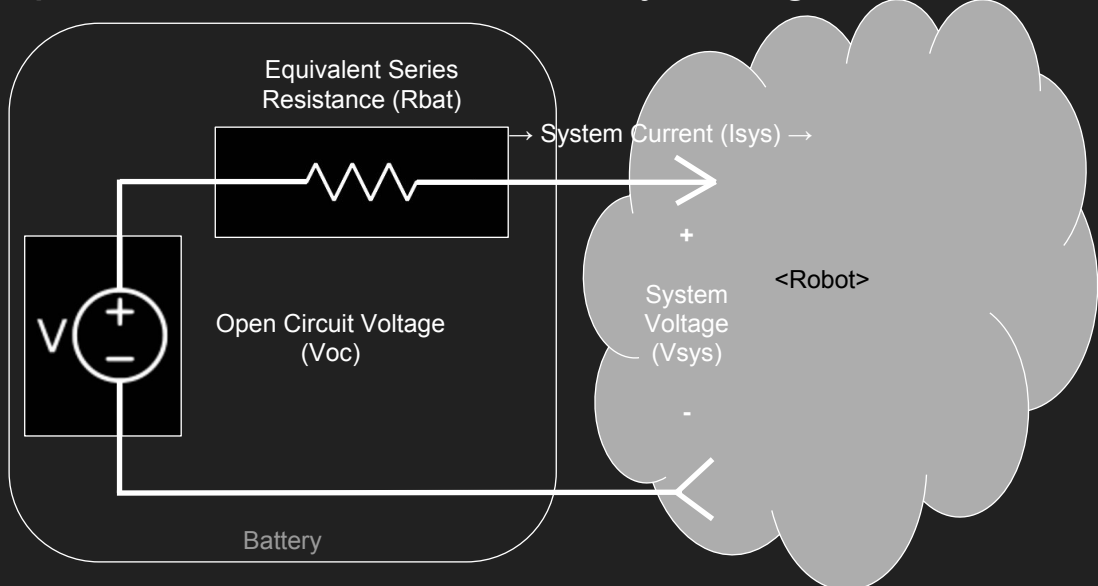 Equivalent Series
Resistance (Rbat)
→ System Current (Isys) →
+
<Robot>
System
Voltage
(Vsys)
-
V
+
−
Open Circuit Voltage
(Voc)
Battery